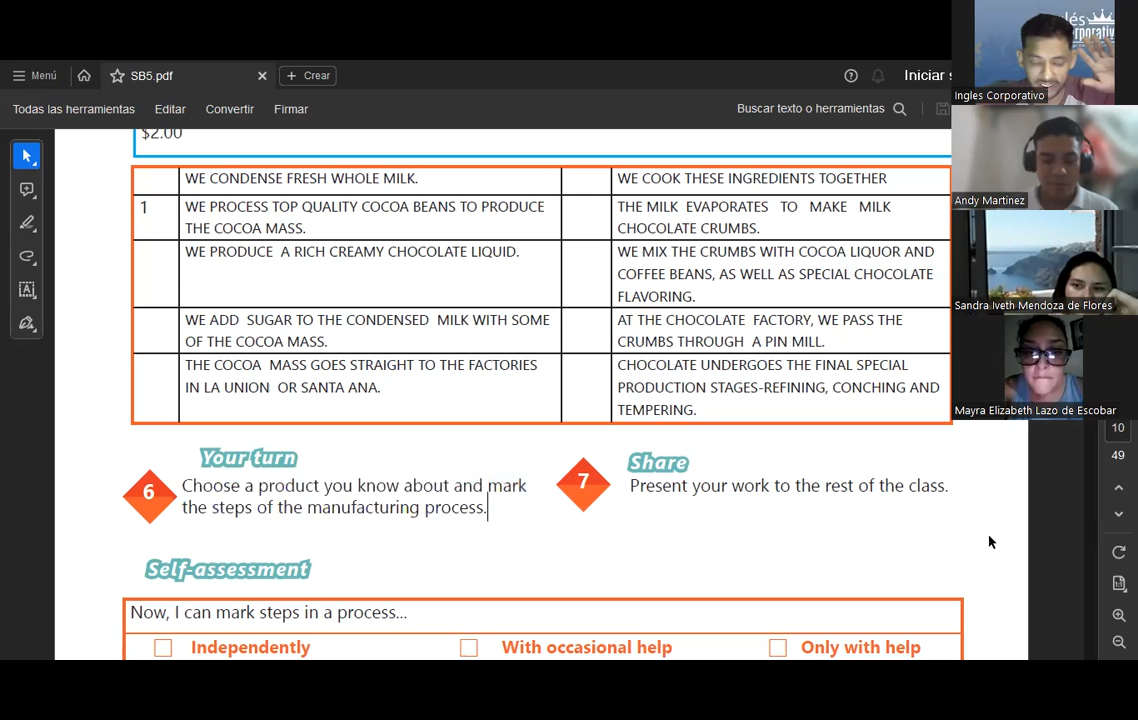 lés
orporativ
Ingles Corporativo
Menú
SB5.pdf
Crear
Iniciar s
Todas las herramientas
Editar
Convertir
Firmar
Buscar texto o herramientas
$2.00
WE CONDENSE FRESH WHOLE MILK.
WE COOK THESE INGREDIENTS TOGETHER
1
WE PROCESS TOP QUALITY COCOA BEANS TO PRODUCE
THE COCOA MASS.
THE MILK EVAPORATES TO MAKE MILK
CHOCOLATE CRUMBS.
WE PRODUCE A RICH CREAMY CHOCOLATE LIQUID.
WE MIX THE CRUMBS WITH COCOA LIQUOR AND
COFFEE BEANS, AS WELL AS SPECIAL CHOCOLATE
FLAVORING.
WE ADD SUGAR TO THE CONDENSED MILK WITH SOME
OF THE COCOA MASS.
AT THE CHOCOLATE FACTORY, WE PASS THE
CRUMBS THROUGH A PIN MILL.
THE COCOA MASS GOES STRAIGHT TO THE FACTORIES
IN LA UNION OR SANTA ANA.
CHOCOLATE UNDERGOES THE FINAL SPECIAL
PRODUCTION STAGES-REFINING, CONCHING AND
TEMPERING.
Andy Martinez
Sandra Iveth Mendoza de Flores
Mayra Elizabeth Lazo de Escobar
10
49
Your turn
6
Choose a product you know about and mark
the steps of the manufacturing process.
Share
7
Present your work to the rest of the class.
Self-assessment
Now, I can mark steps in a process...
Independently
With occasional help
Only with help